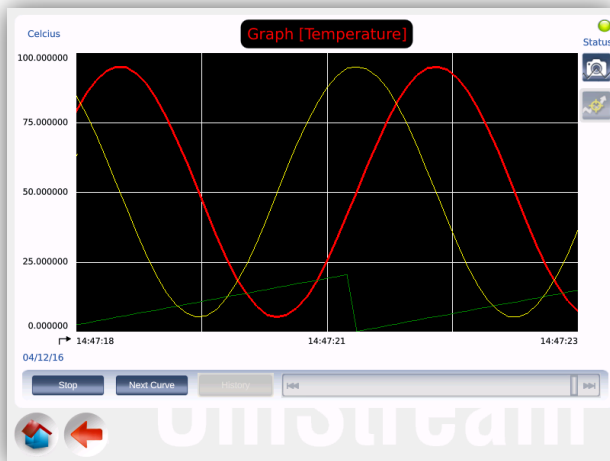 Celcius
Graph [Temperature]
Status
100.000000
75.000000
50.000000
25.000000
0.000000
14:47:18
14:47:21
14:47:23
04/12/16
Stop
Next Curve
History